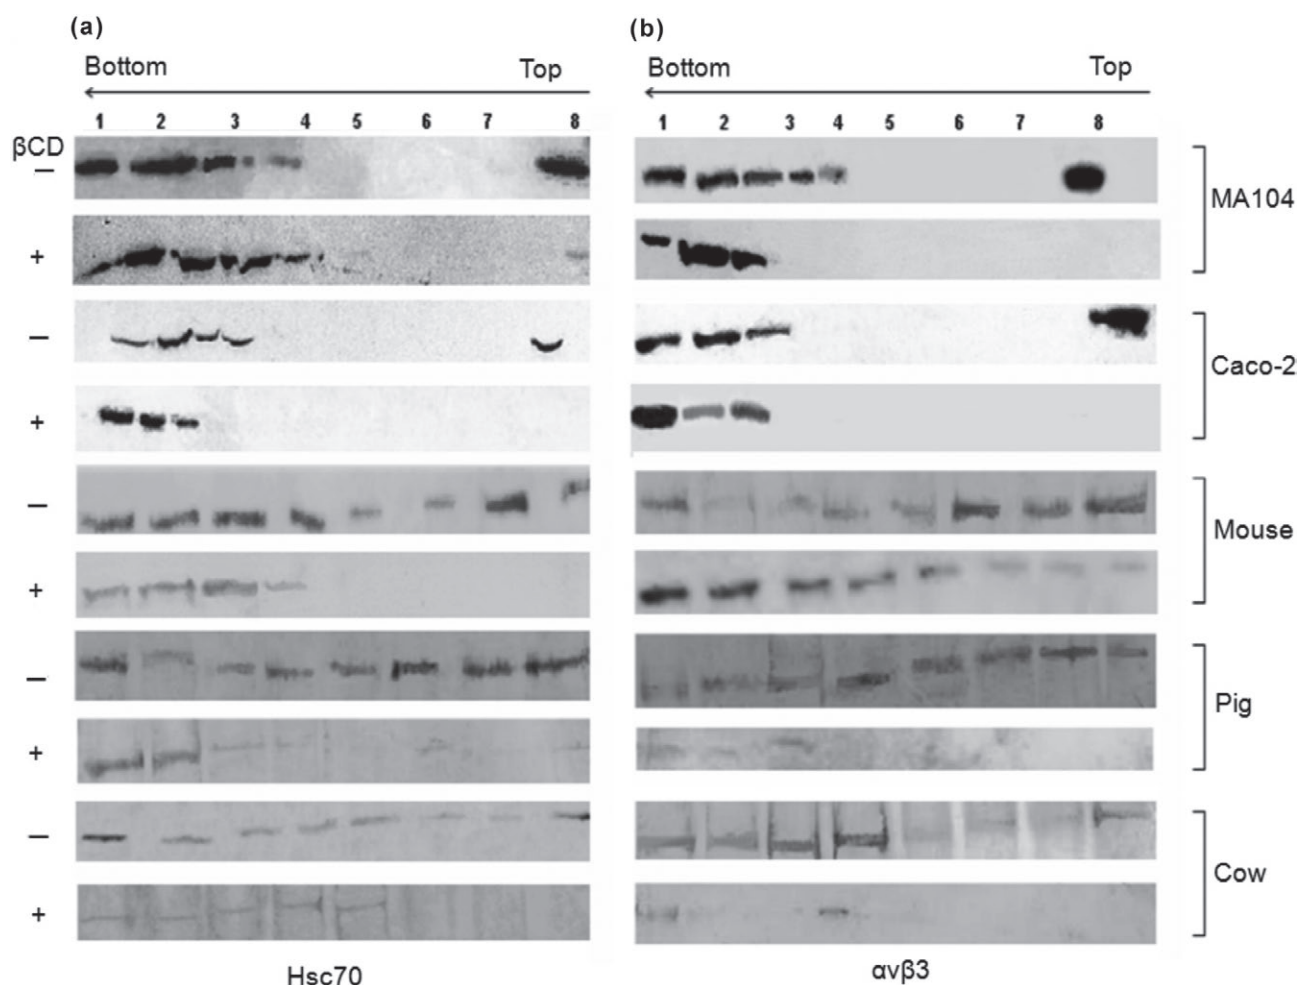 (a)
Bottom Top
1 2 3 4 5 6 7 8
βCD
−
+
−
+
−
+
−
+
−
+
Hsc70
(b)
Bottom Top
1 2 3 4 5 6 7 8
MA104
Caco-2
Mouse
Pig
Cow
αvβ3